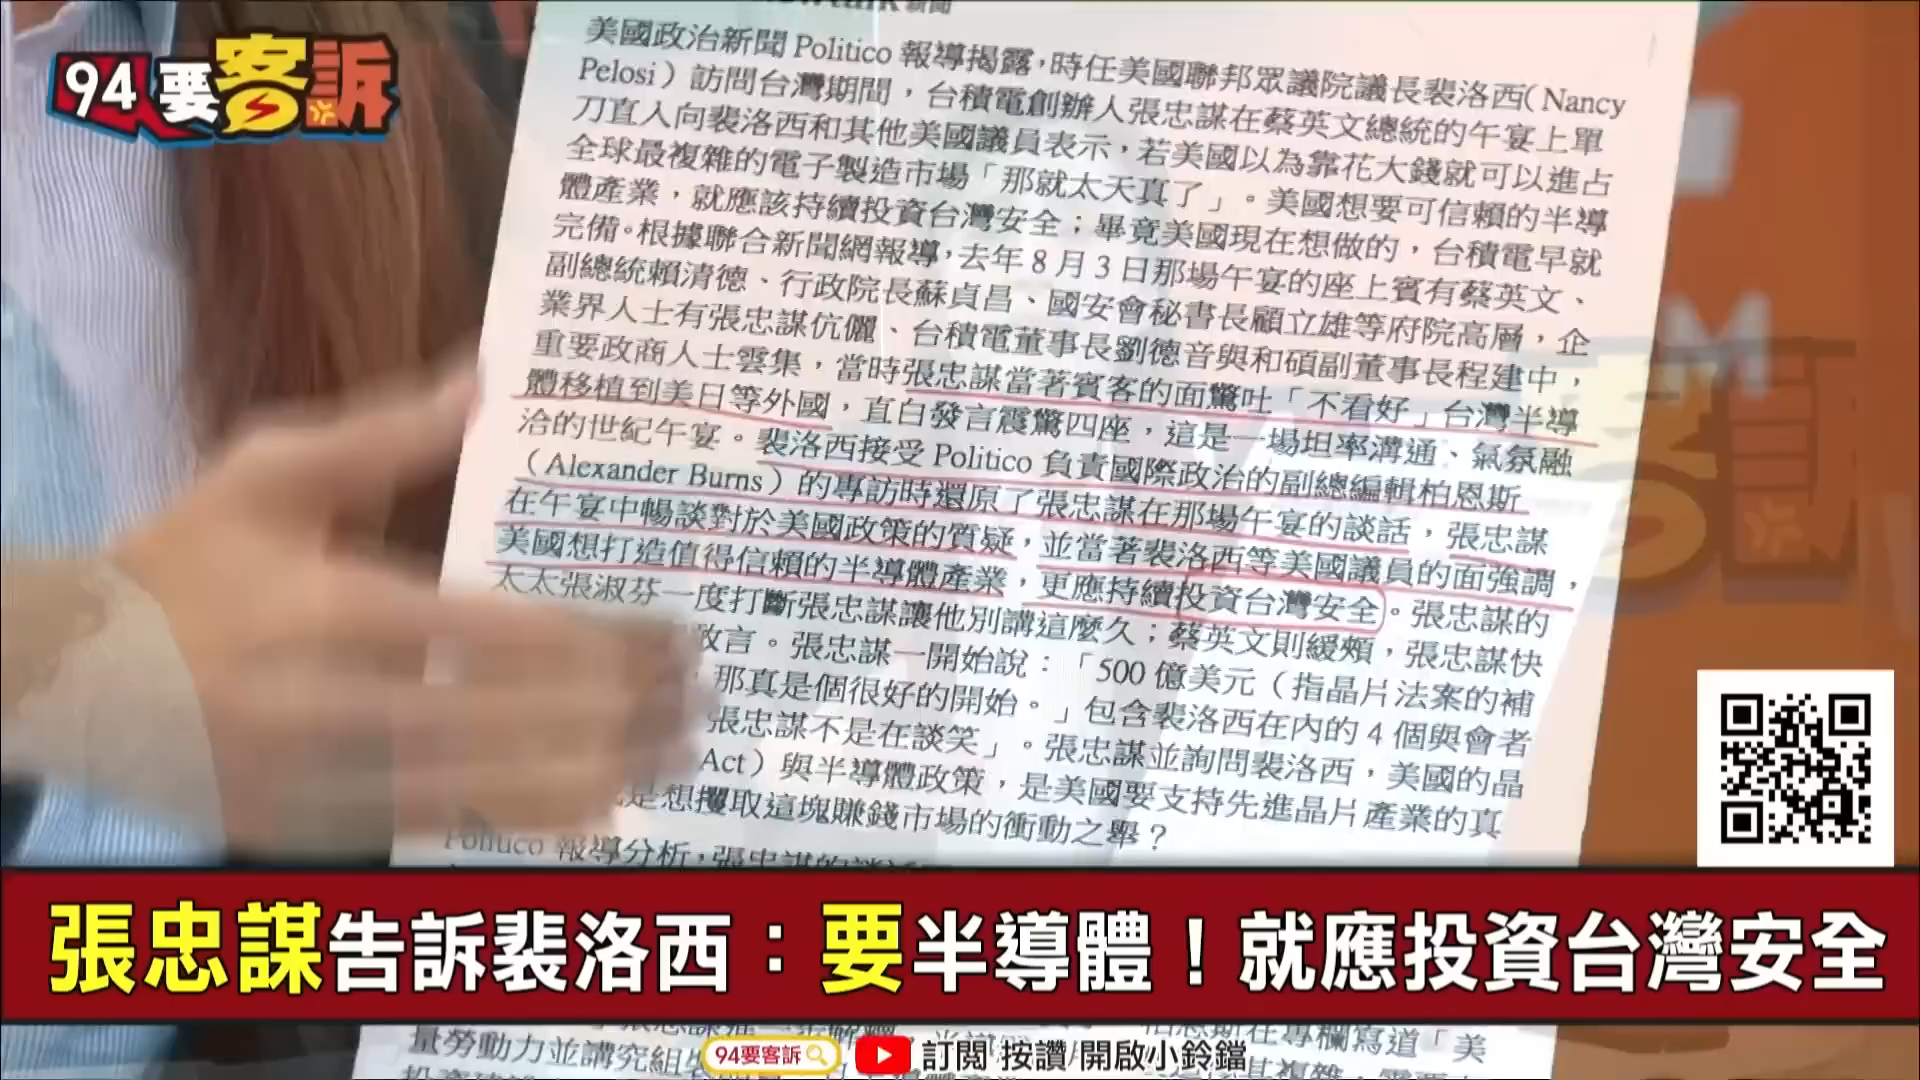 94要客訴
美國政治新聞 Politico 報導揭露，時任美國聯邦眾議院議長裴洛西（Nancy
Pelosi）訪問台灣期間，台積電創辦人張忠謀在蔡英文總統的午宴上單
刀直入向裴洛西和其他美國議員表示，若美國以為靠花大錢就可以進占
全球最複雜的電子製造市場「那就太天真了」。美國想要可信賴的半導
體產業，就應該持續投資台灣安全；畢竟美國現在想做的，台積電早就
完備。根據聯合新聞網報導，去年 8 月 3 日那場午宴的座上賓有蔡英文、
副總統賴清德、行政院長蘇貞昌、國安會秘書長顧立雄等府院高層，企
業界人士有張忠謀伉儷、台積電董事長劉德音與和碩副董事長程建中，
重要政商人士雲集，當時張忠謀當著賓客的面驚吐「不看好」台灣半導
體移植到美日等外國，直白發言震驚四座，這是一場坦率溝通、氣氛融
洽的世紀午宴。裴洛西接受 Politico 負責國際政治的副總編輯柏恩斯
（Alexander Burns）的專訪時還原了張忠謀在那場午宴的談話，張忠謀
在午宴中暢談對於美國政策的質疑，並當著裴洛西等美國議員的面強調，
美國想打造值得信賴的半導體產業，更應持續投資台灣安全。張忠謀的
太太張淑芬一度打斷張忠謀讓他別講這麼久；蔡英文則緩頰，張忠謀快
言。張忠謀一開始說：「500 億美元（指晶片法案的補
那真是個很好的開始。」包含裴洛西在內的 4 個與會者
張忠謀不是在談笑」。張忠謀並詢問裴洛西，美國的晶
Act）與半導體政策，是美國要支持先進晶片產業的真
是想攫取這塊賺錢市場的衝動之舉？
Politico 報導分析，張忠謀的談話
張忠謀告訴裴洛西：要半導體！就應投資台灣安全
柏恩斯在專欄寫道「美
量勞動力並講究組
94要客訴
訂閱 按讚 開啟小鈴鐺